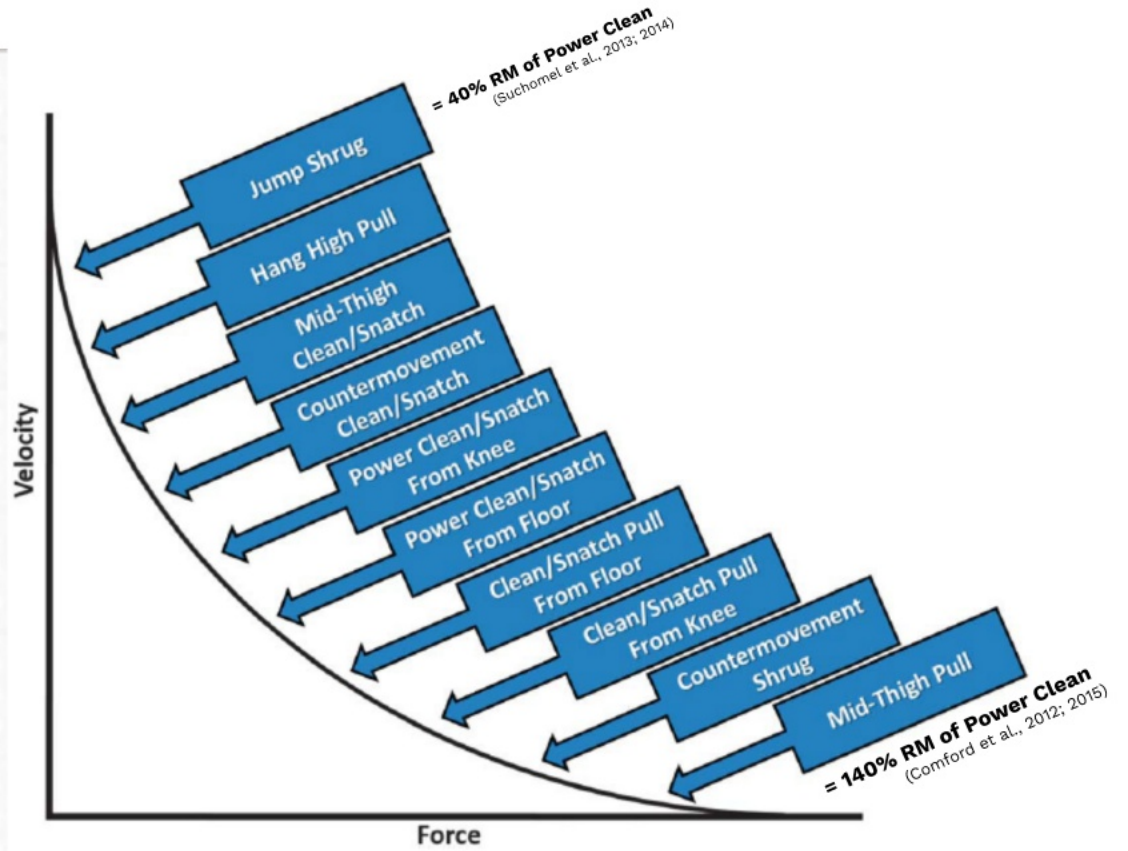 = 40% RM of Power Clean
(Suchomel et al., 2013; 2014)
Jump Shrug
Hang High Pull
Mid-Thigh
Clean/Snatch
Countermovement
Clean/Snatch
Power Clean/Snatch
From Knee
Power Clean/Snatch
From Floor
Clean/Snatch Pull
From Floor
Clean/Snatch Pull
From Knee
Countermovement
Shrug
Mid-Thigh Pull
= 140% RM of Power Clean
(Comford et al., 2012; 2015)
Velocity
Force